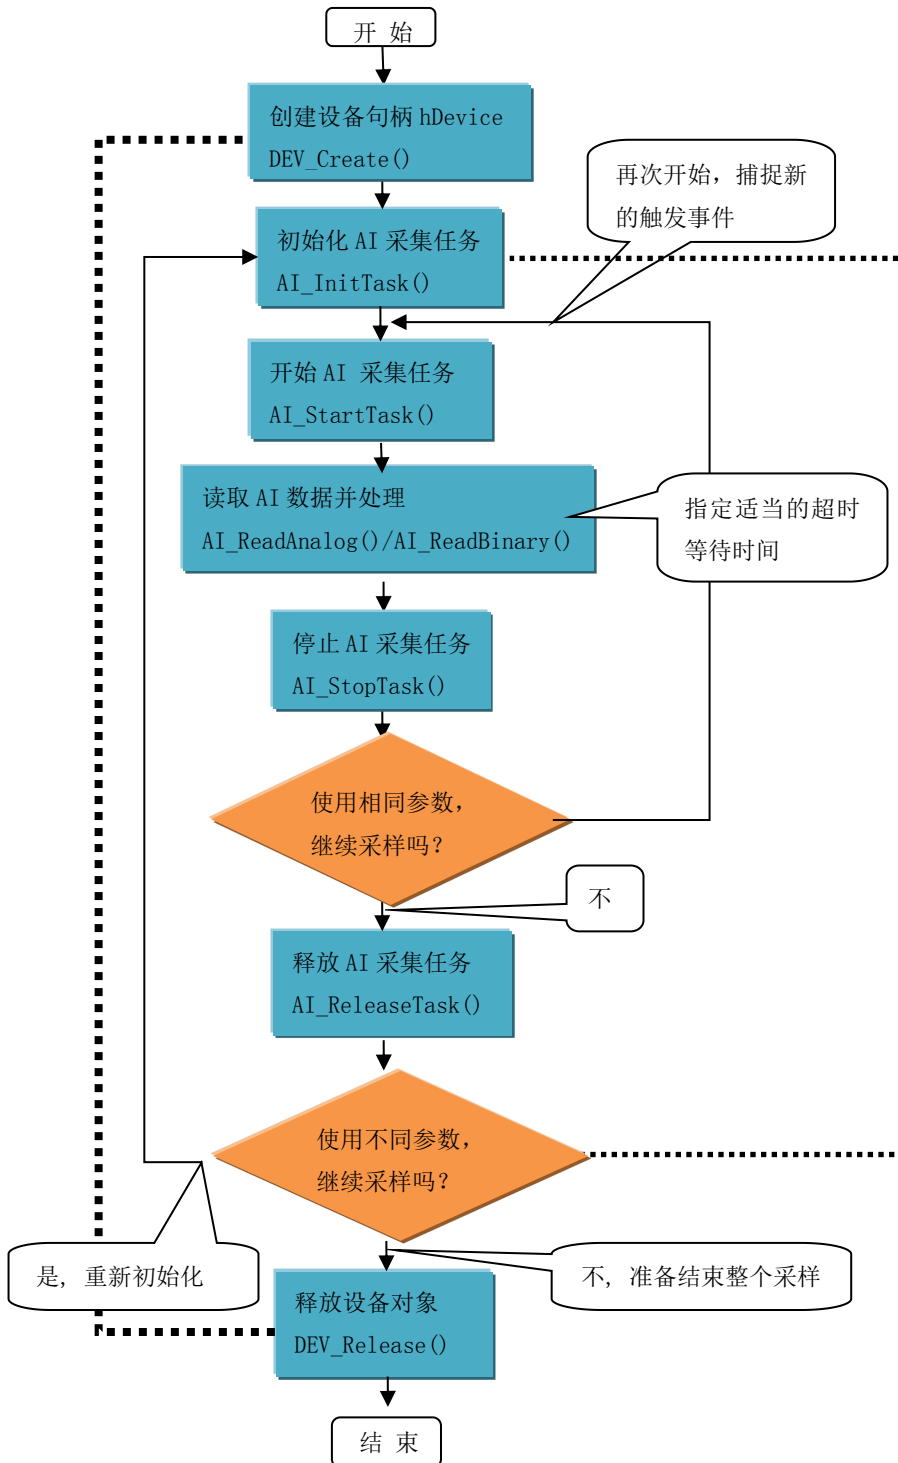 开 始
创建设备句柄 hDevice
DEV_Create()
再次开始，捕捉新
的触发事件
初始化 AI 采集任务
AI_InitTask()
开始 AI 采集任务
AI_StartTask()
读取 AI 数据并处理
AI_ReadAnalog()/AI_ReadBinary()
指定适当的超时
等待时间
停止 AI 采集任务
AI_StopTask()
使用相同参数，
继续采样吗？
不
释放 AI 采集任务
AI_ReleaseTask()
使用不同参数，
继续采样吗？
是, 重新初始化
不, 准备结束整个采样
释放设备对象
DEV_Release()
结 束